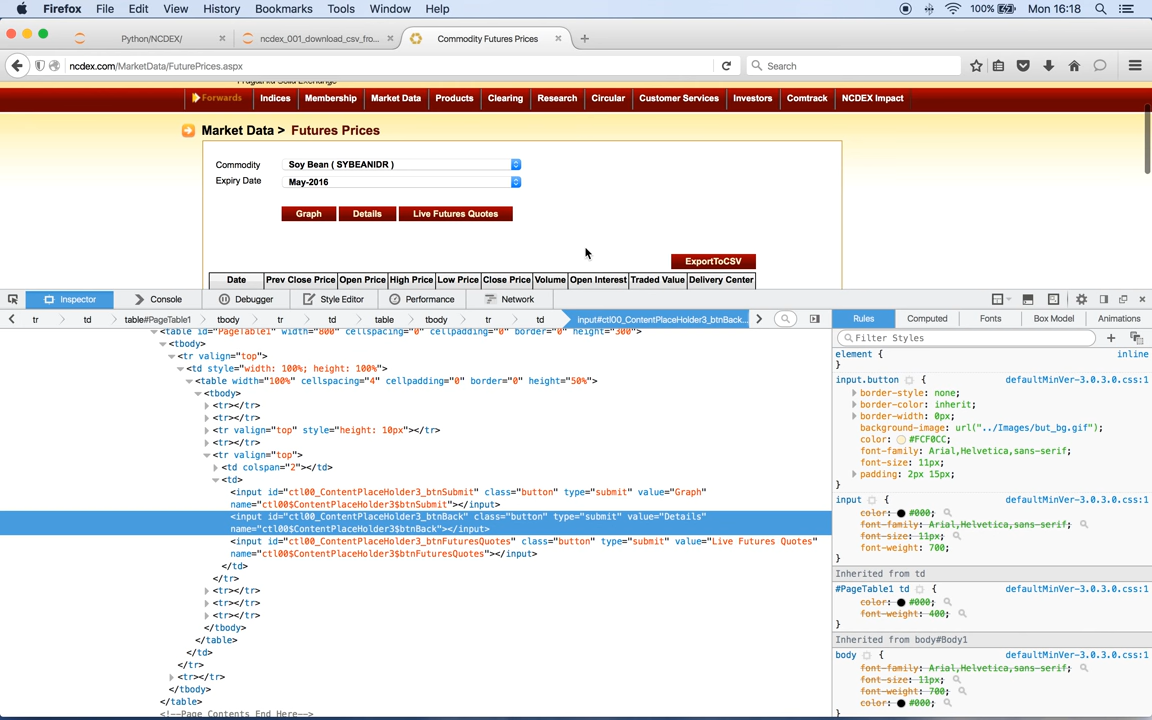 Firefox File Edit View History Bookmarks Tools Window Help 100% Mon 16:18
Python/NCDEX/ × ncdex_001_download_csv_fro... × Commodity Futures Prices × +
ncdex.com/MarketData/FuturePrices.aspx Search
Forwards Indices Membership Market Data Products Clearing Research Circular Customer Services Investors Comtrack NCDEX Impact
Market Data > Futures Prices
Commodity Soy Bean ( SYBEANIDR )
Expiry Date May-2016
Graph Details Live Futures Quotes
ExportToCSV
Date Prev Close Price Open Price High Price Low Price Close Price Volume Open Interest Traded Value Delivery Center
Inspector Console Debugger Style Editor Performance Network
tr td table#PageTable1 tbody tr td table tbody tr td input#ctl00_ContentPlaceHolder3_btnBack...
<table id="PageTable1" width="800" cellspacing="0" cellpadding="0" border="0" height="300">
<tbody>
<tr valign="top">
<td style="width: 100%; height: 100%">
<table width="100%" cellspacing="4" cellpadding="0" border="0" height="50%">
<tbody>
<tr></tr>
<tr></tr>
<tr valign="top" style="height: 10px"></tr>
<tr></tr>
<tr valign="top">
<td colspan="2"></td>
<td>
<input id="ctl00_ContentPlaceHolder3_btnSubmit" class="button" type="submit" value="Graph"
name="ctl00$ContentPlaceHolder3$btnSubmit"></input>
<input id="ctl00_ContentPlaceHolder3_btnBack" class="button" type="submit" value="Details"
name="ctl00$ContentPlaceHolder3$btnBack"></input>
<input id="ctl00_ContentPlaceHolder3_btnFuturesQuotes" class="button" type="submit" value="Live Futures Quotes"
name="ctl00$ContentPlaceHolder3$btnFuturesQuotes"></input>
</td>
</tr>
<tr></tr>
<tr></tr>
<tr></tr>
</tbody>
</table>
</td>
</tr>
<tr></tr>
</tbody>
</table>
<!--Page Contents End Here-->
Rules Computed Fonts Box Model Animations
Filter Styles +
element { inline
}
input.button { defaultMinVer-3.0.3.0.css:1
border-style: none;
border-color: inherit;
border-width: 0px;
background-image: url("../Images/but_bg.gif");
color: #FCF0CC;
font-family: Arial,Helvetica,sans-serif;
font-size: 11px;
padding: 2px 15px;
}
input { defaultMinVer-3.0.3.0.css:1
color: #000;
font-family: Arial,Helvetica,sans-serif;
font-size: 11px;
font-weight: 700;
}
Inherited from td
#PageTable1 td { defaultMinVer-3.0.3.0.css:1
color: #000;
font-weight: 400;
}
Inherited from body#Body1
body { defaultMinVer-3.0.3.0.css:1
font-family: Arial,Helvetica,sans-serif;
font-size: 11px;
font-weight: 700;
color: #000;
}